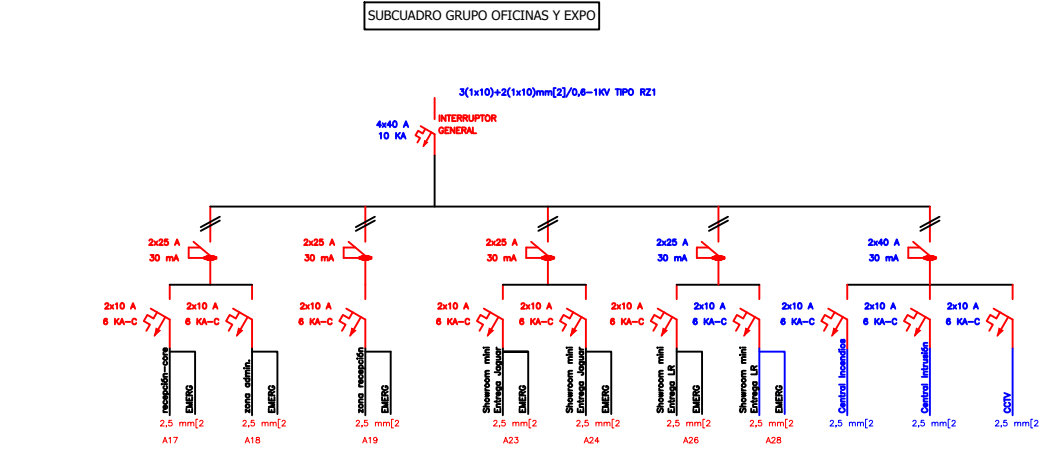 SUBCUADRO GRUPO OFICINAS Y EXPO
3(1x10)+2(1x10)mm[2]/0,6-1KV TIPO RZ1
4x40 A
10 KA
INTERRUPTOR
GENERAL
2x25 A
30 mA
2x25 A
30 mA
2x25 A
30 mA
2x25 A
30 mA
2x40 A
30 mA
2x10 A
6 KA-C
2x10 A
6 KA-C
2x10 A
6 KA-C
2x10 A
6 KA-C
2x10 A
6 KA-C
2x10 A
6 KA-C
2x10 A
6 KA-C
2x10 A
6 KA-C
2x10 A
6 KA-C
2x10 A
6 KA-C
recepción-core
EMERG
zona admin.
EMERG
zona recepción
EMERG
Showroom mini
Entrega Jaguar
EMERG
Showroom mini
Entrega Jaguar
EMERG
Showroom mini
Entrega LR
EMERG
Showroom mini
Entrega LR
EMERG
Central Incendios
Central Intrusión
CCTV
2,5 mm[2
2,5 mm[2
2,5 mm[2
2,5 mm[2
2,5 mm[2
2,5 mm[2
2,5 mm[2
2,5 mm[2
2,5 mm[2
2,5 mm[2
A17
A18
A19
A23
A24
A26
A28